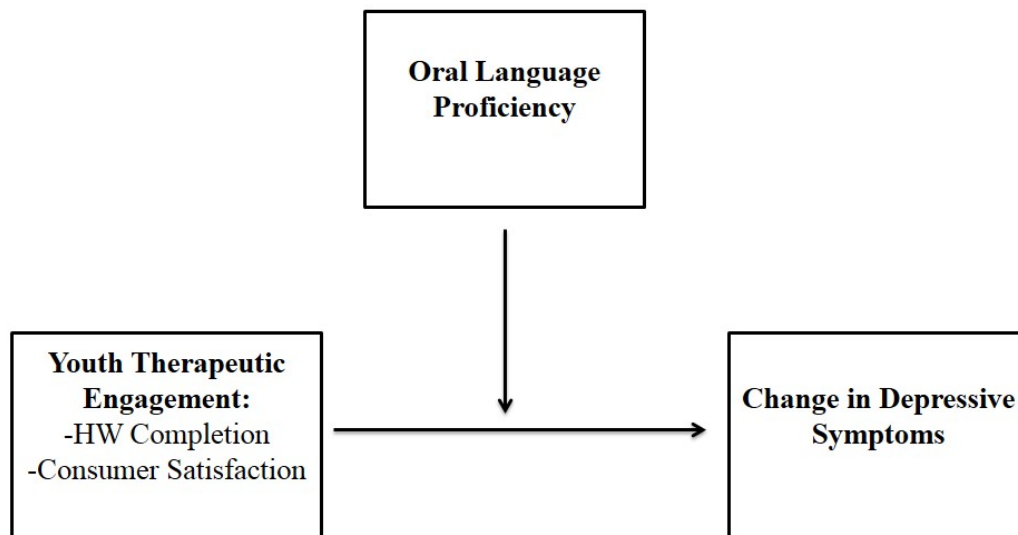 Oral Language
Proficiency
Youth Therapeutic
Engagement:
-HW Completion
-Consumer Satisfaction
Change in Depressive
Symptoms